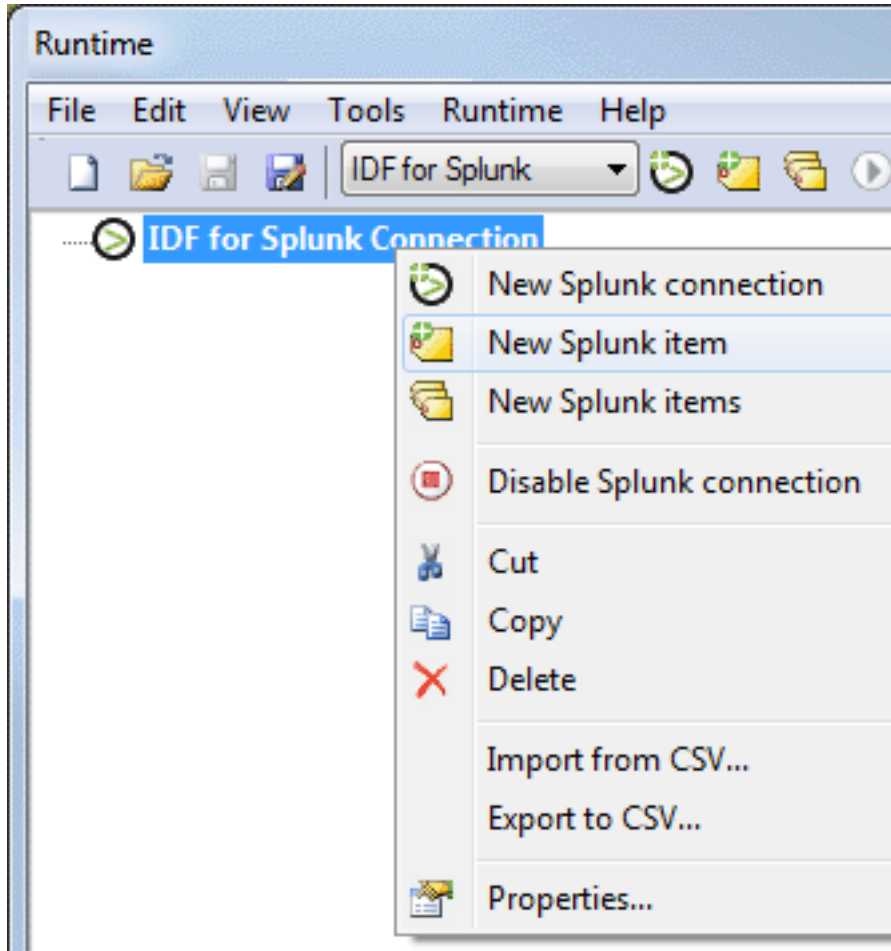 Runtime
File Edit View Tools Runtime Help
IDF for Splunk
IDF for Splunk Connection
New Splunk connection
New Splunk item
New Splunk items
Disable Splunk connection
Cut
Copy
Delete
Import from CSV...
Export to CSV...
Properties...